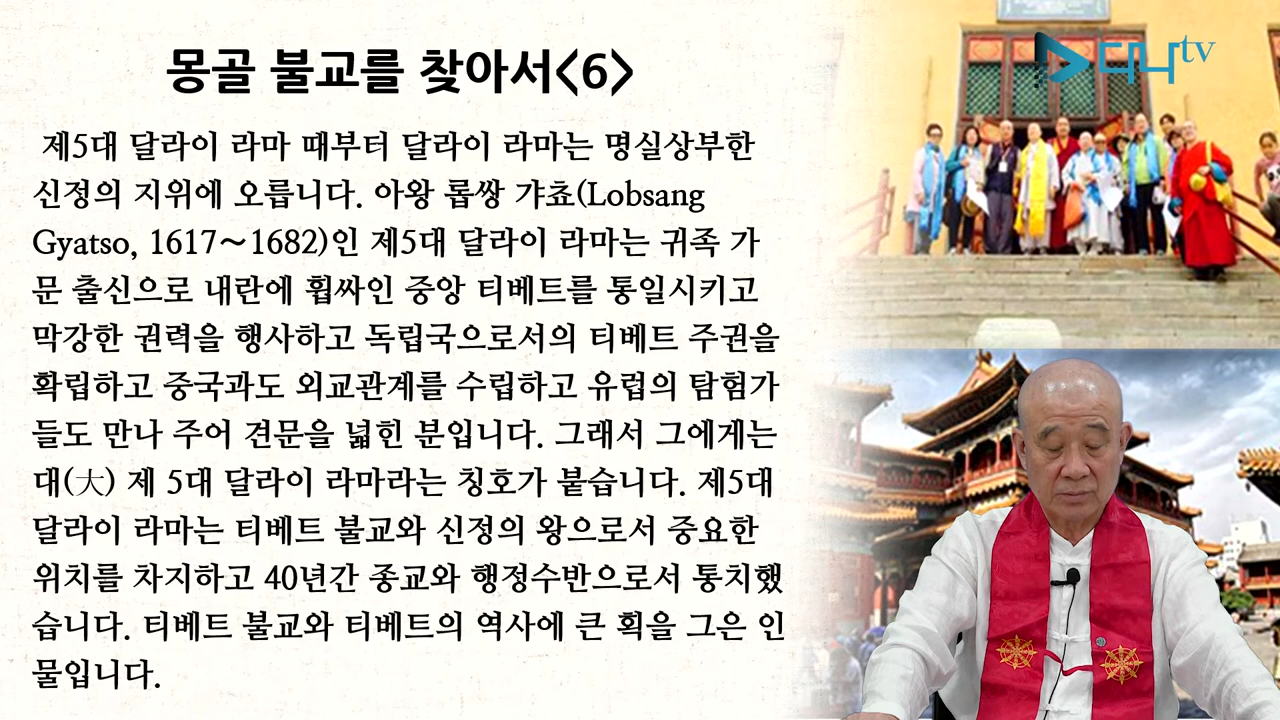 몽골 불교를 찾아서<6>
제5대 달라이 라마 때부터 달라이 라마는 명실상부한
신정의 지위에 오릅니다. 아왕 롭쌍 갸쵸(Lobsang
Gyatso, 1617~1682)인 제5대 달라이 라마는 귀족 가
문 출신으로 내란에 휩싸인 중앙 티베트를 통일시키고
막강한 권력을 행사하고 독립국으로서의 티베트 주권을
확립하고 중국과도 외교관계를 수립하고 유럽의 탐험가
들도 만나 주어 견문을 넓힌 분입니다. 그래서 그에게는
대(大) 제 5대 달라이 라마라는 칭호가 붙습니다. 제5대
달라이 라마는 티베트 불교와 신정의 왕으로서 중요한
위치를 차지하고 40년간 종교와 행정수반으로서 통치했
습니다. 티베트 불교와 티베트의 역사에 큰 획을 그은 인
물입니다.
다나tv